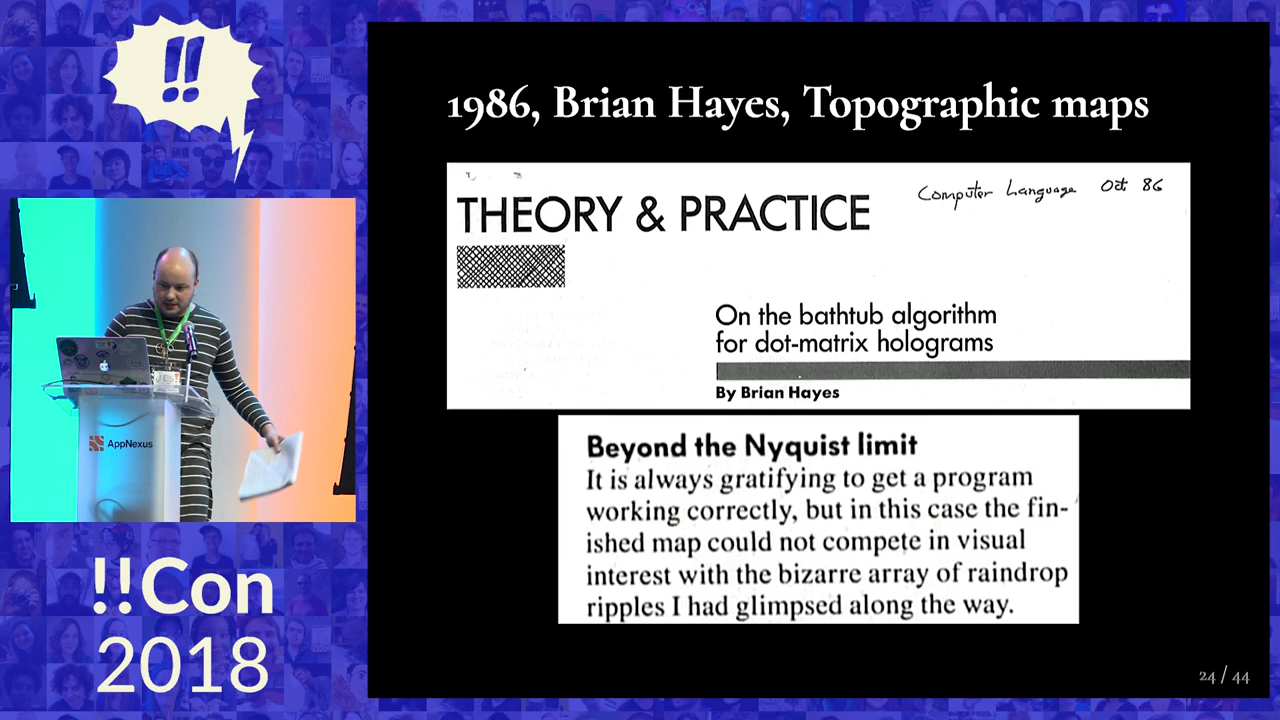 !!
1986, Brian Hayes, Topographic maps
THEORY & PRACTICE
Computer Language Oct 86
On the bathtub algorithm
for dot-matrix holograms
By Brian Hayes
Beyond the Nyquist limit
It is always gratifying to get a program
working correctly, but in this case the fin-
ished map could not compete in visual
interest with the bizarre array of raindrop
ripples I had glimpsed along the way.
AppNexus
!!Con
2018
24 / 44